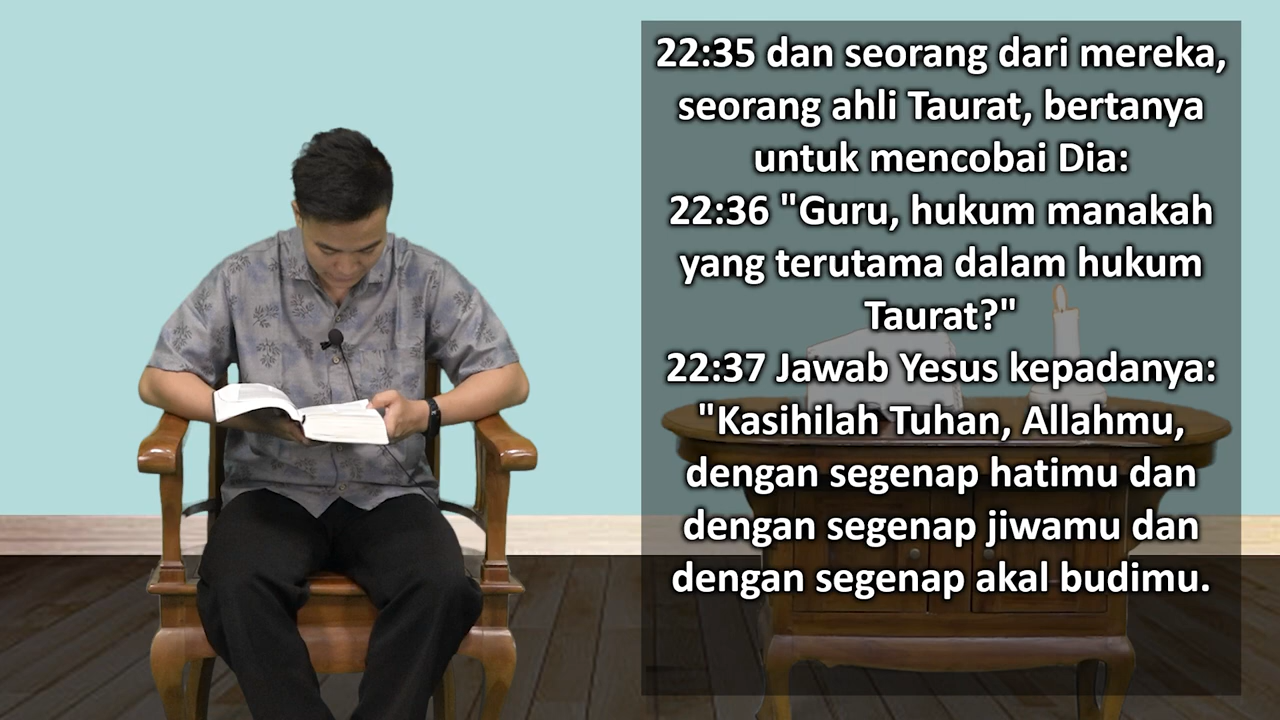 22:35 dan seorang dari mereka,
seorang ahli Taurat, bertanya
untuk mencobai Dia:
22:36 "Guru, hukum manakah
yang terutama dalam hukum
Taurat?"
22:37 Jawab Yesus kepadanya:
"Kasihilah Tuhan, Allahmu,
dengan segenap hatimu dan
dengan segenap jiwamu dan
dengan segenap akal budimu.